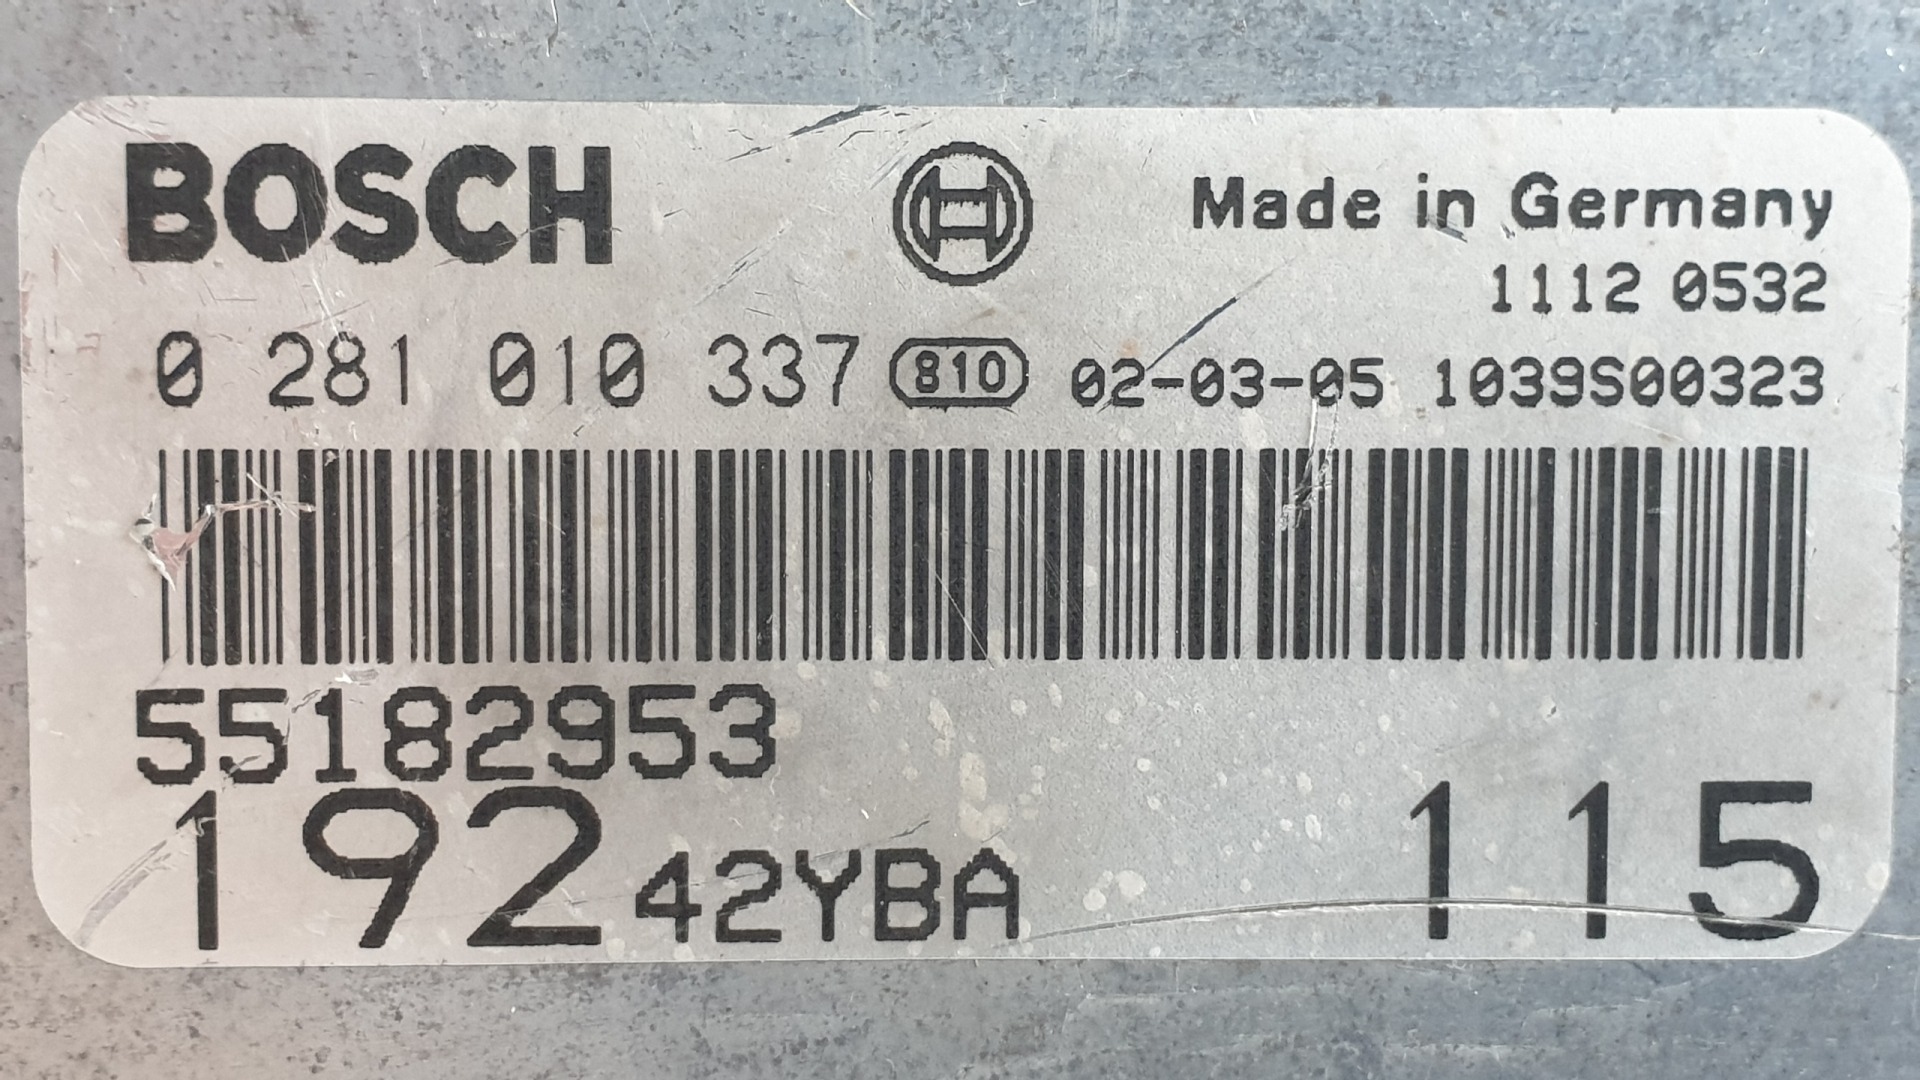 BOSCH Made in Germany
1112 0532
0 281 010 337 810 02-03-05 1039S00323
55182953
192 42YBA 115